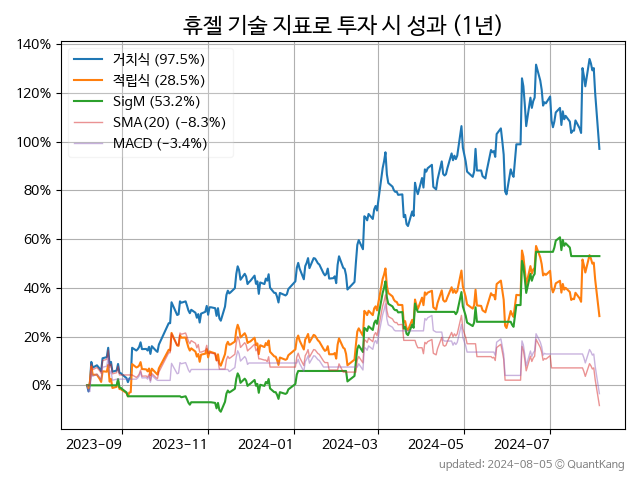 휴젤 기술 지표로 투자 시 성과 (1년)
140%
120%
100%
80%
60%
40%
20%
0%
거치식 (97.5%)
적립식 (28.5%)
SigM (53.2%)
SMA(20) (−8.3%)
MACD (−3.4%)
2023-09 2023-11 2024-01 2024-03 2024-05 2024-07
updated: 2024-08-05 © QuantKang